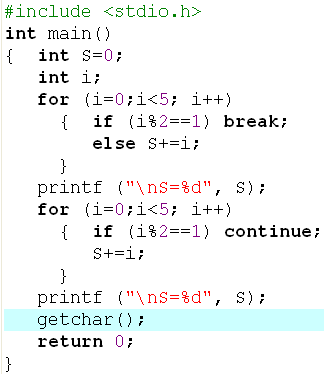 #include <stdio.h>
int main()
{  int S=0;
   int i;
   for (i=0;i<5; i++)
     {  if (i%2==1) break;
        else S+=i;
     }
   printf ("\nS=%d", S);
   for (i=0;i<5; i++)
     {  if (i%2==1) continue;
        S+=i;
     }
   printf ("\nS=%d", S);
   getchar();
   return 0;
}